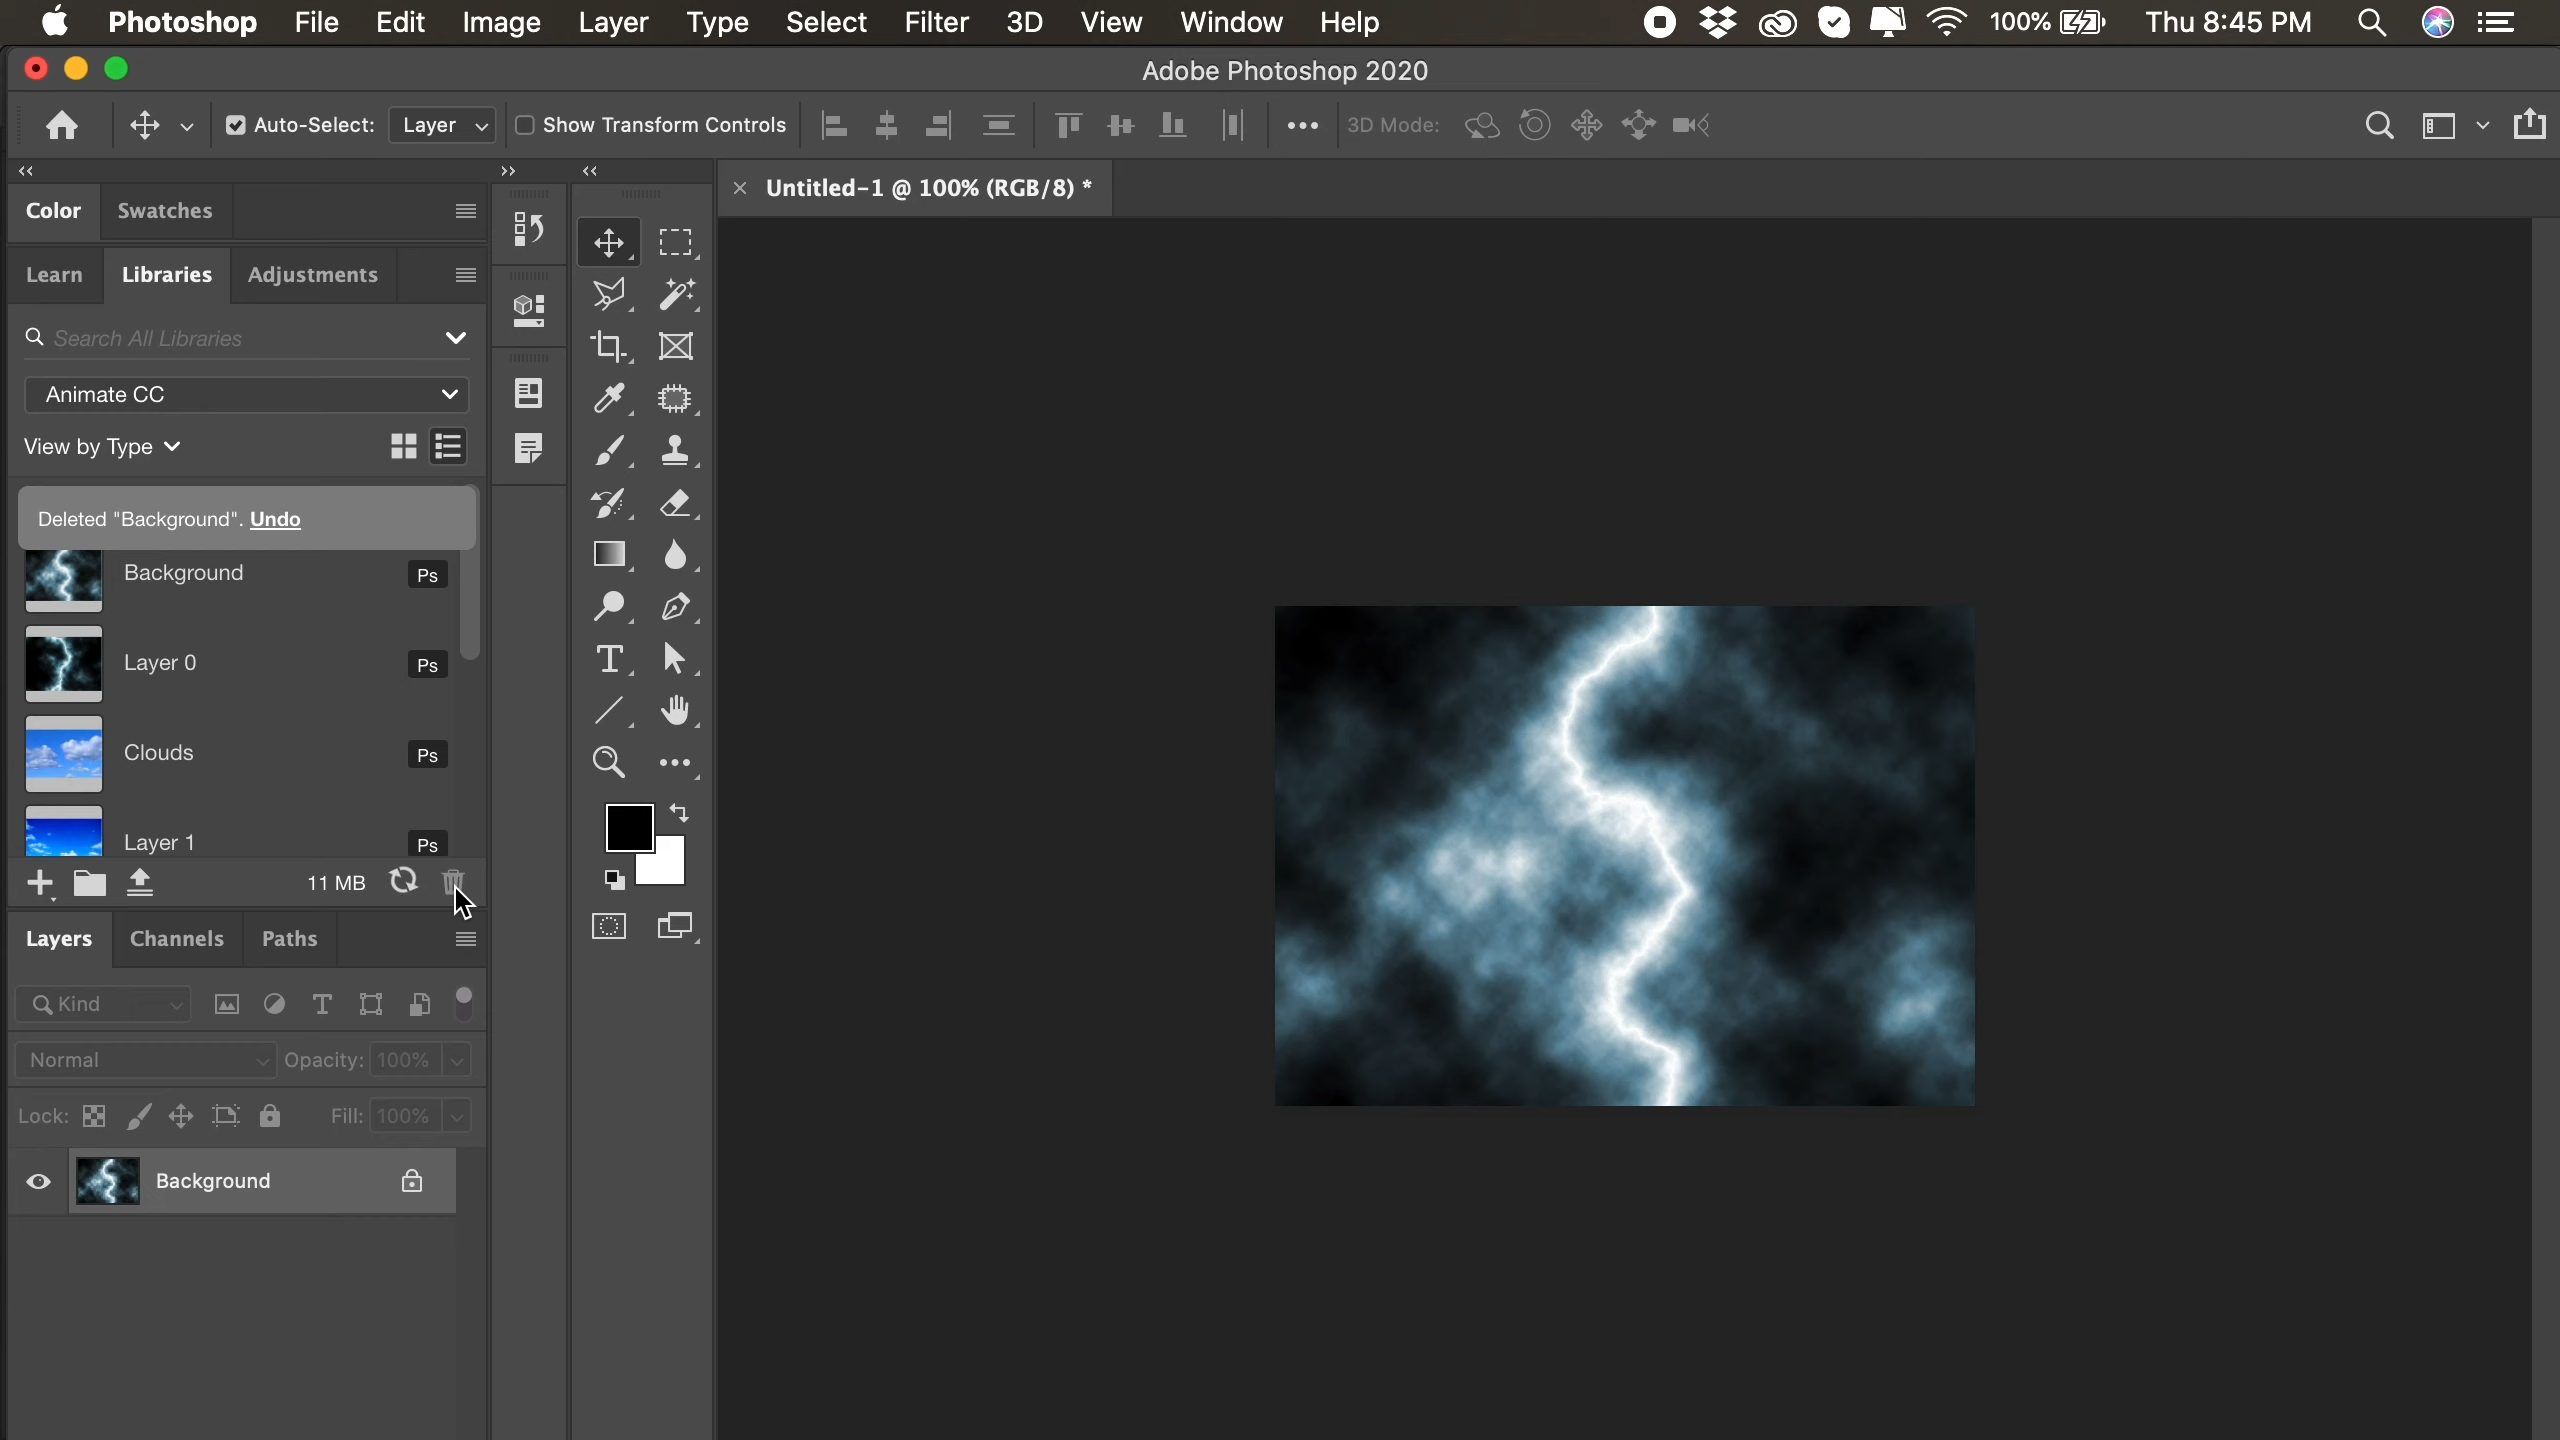 Photoshop File Edit Image Layer Type Select Filter 3D View Window Help 100% Thu 8:45 PM
Adobe Photoshop 2020
Auto-Select: Layer Show Transform Controls 3D Mode:
Untitled-1 @ 100% (RGB/8) *
Color Swatches
Learn Libraries Adjustments
Search All Libraries
Animate CC
View by Type
Deleted "Background". Undo
Background Ps
Layer 0 Ps
Clouds Ps
Layer 1 Ps
11 MB
Layers Channels Paths
Kind
Normal Opacity: 100%
Lock: Fill: 100%
Background